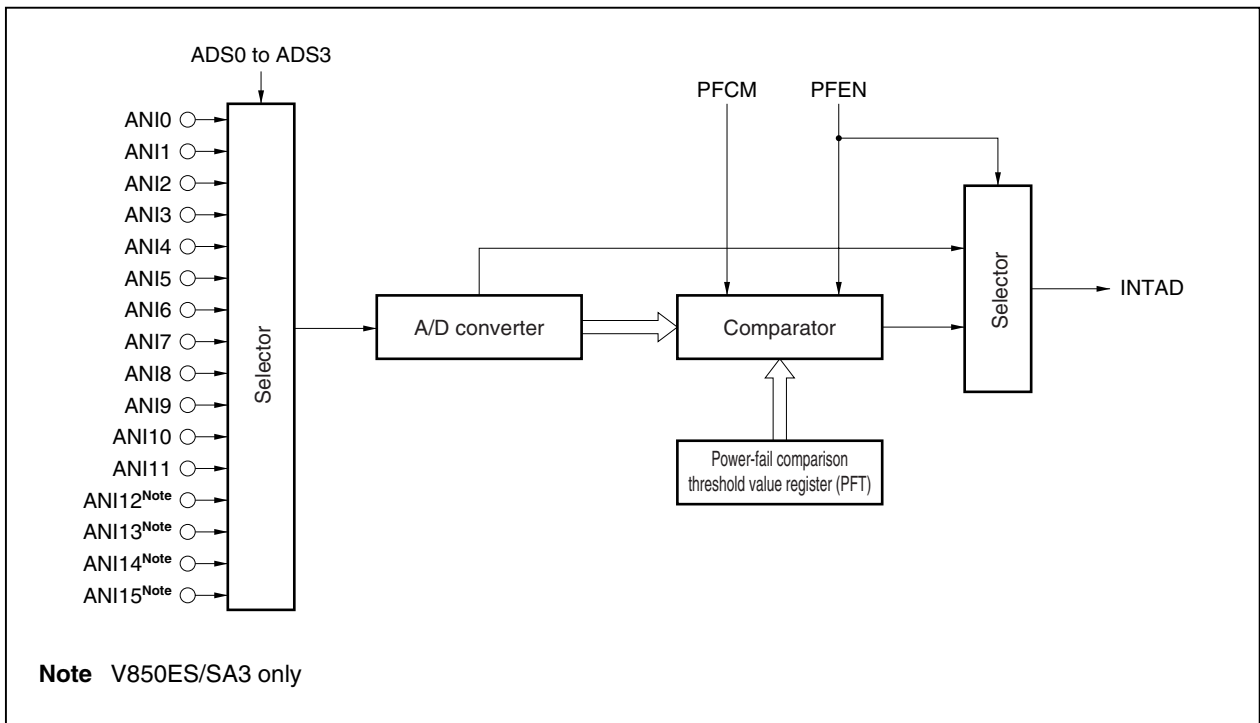 ADS0 to ADS3
PFCM
PFEN
ANI0
ANI1
ANI2
ANI3
ANI4
ANI5
ANI6
ANI7
ANI8
ANI9
ANI10
ANI11
ANI12Note
ANI13Note
ANI14Note
ANI15Note
Selector
A/D converter
Comparator
Power-fail comparison
threshold value register (PFT)
Selector
INTAD
Note V850ES/SA3 only